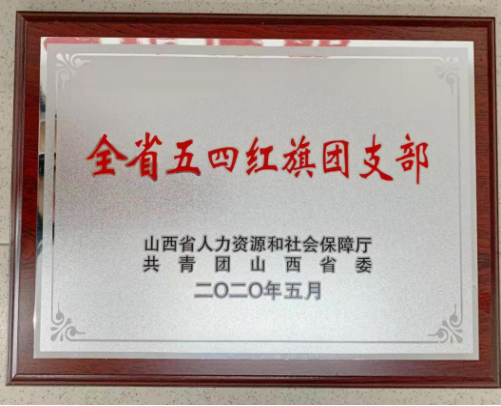 全省五四红旗团支部
山西省人力资源和社会保障厅
共青团山西省委
二〇二〇年五月